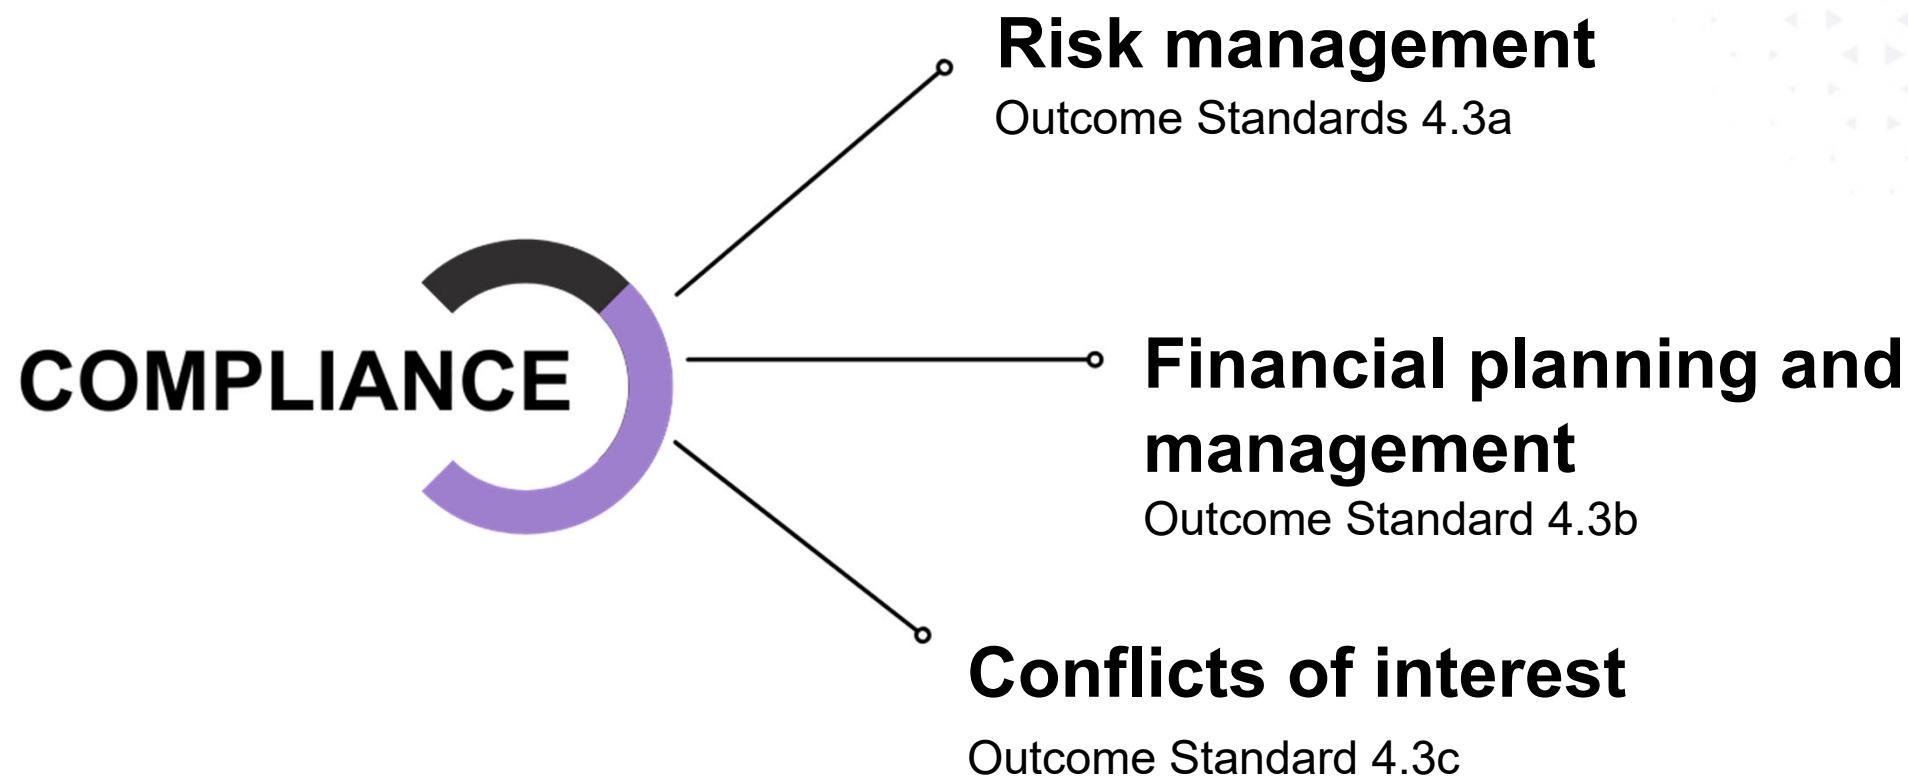 Risk management
Outcome Standards 4.3a
COMPLIANCE
Financial planning and
management
Outcome Standard 4.3b
Conflicts of interest
Outcome Standard 4.3c